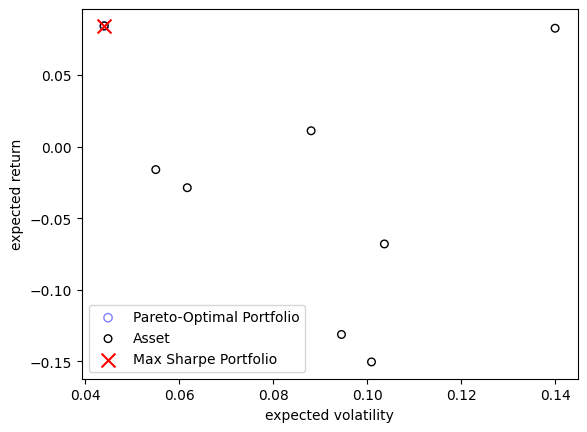 0.05
0.00
−0.05
−0.10
−0.15
expected return
Pareto-Optimal Portfolio
Asset
Max Sharpe Portfolio
0.04
0.06
0.08
0.10
0.12
0.14
expected volatility